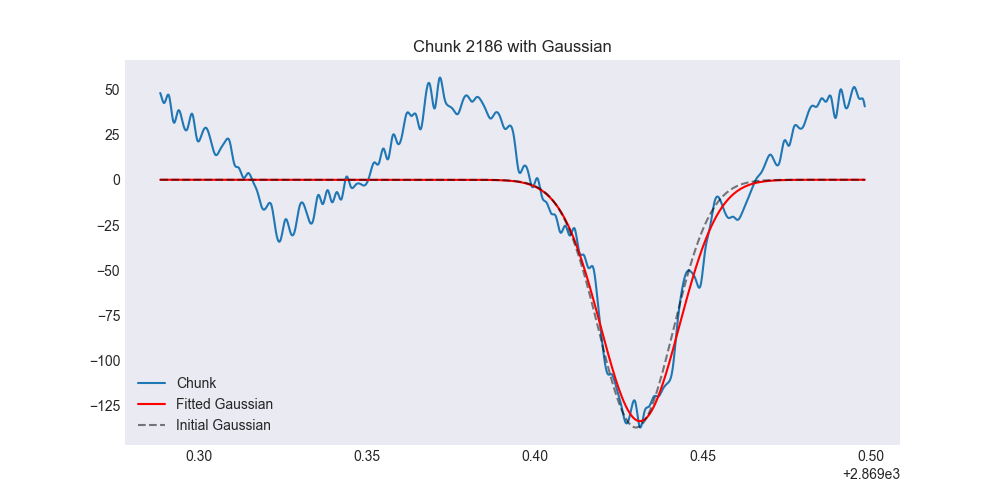 Chunk 2186 with Gaussian
50
25
0
−25
−50
−75
−100
−125
Chunk
Fitted Gaussian
Initial Gaussian
0.30 0.35 0.40 0.45 0.50
+2.869e3